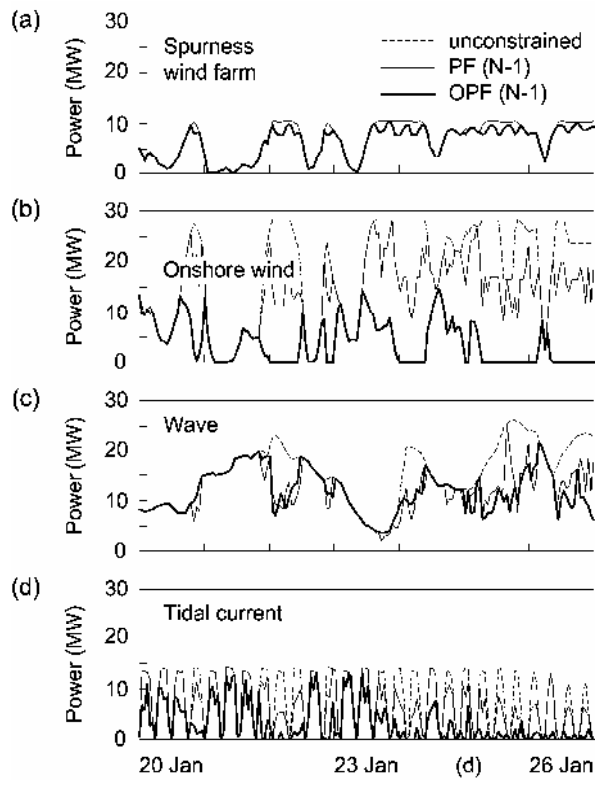 (a)
30
20
10
0
Power (MW)
Spurness
wind farm
unconstrained
PF (N-1)
OPF (N-1)
(b)
30
20
10
0
Power (MW)
Onshore wind
(c)
30
20
10
0
Power (MW)
Wave
(d)
30
20
10
0
Power (MW)
Tidal current
20 Jan 23 Jan (d) 26 Jan